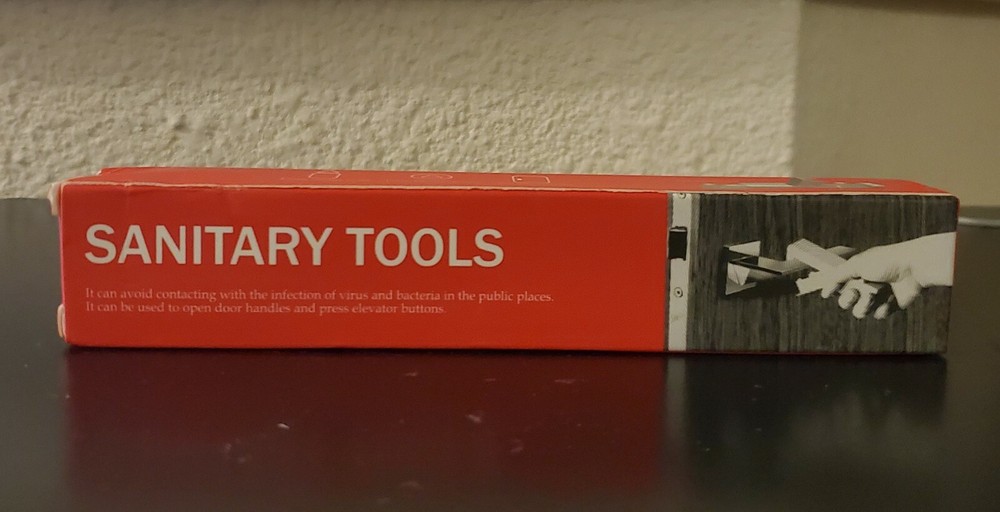 SANITARY TOOLS
It can avoid contacting with the infection of virus and bacteria in the public places.
It can be used to open door handles and press elevator buttons.